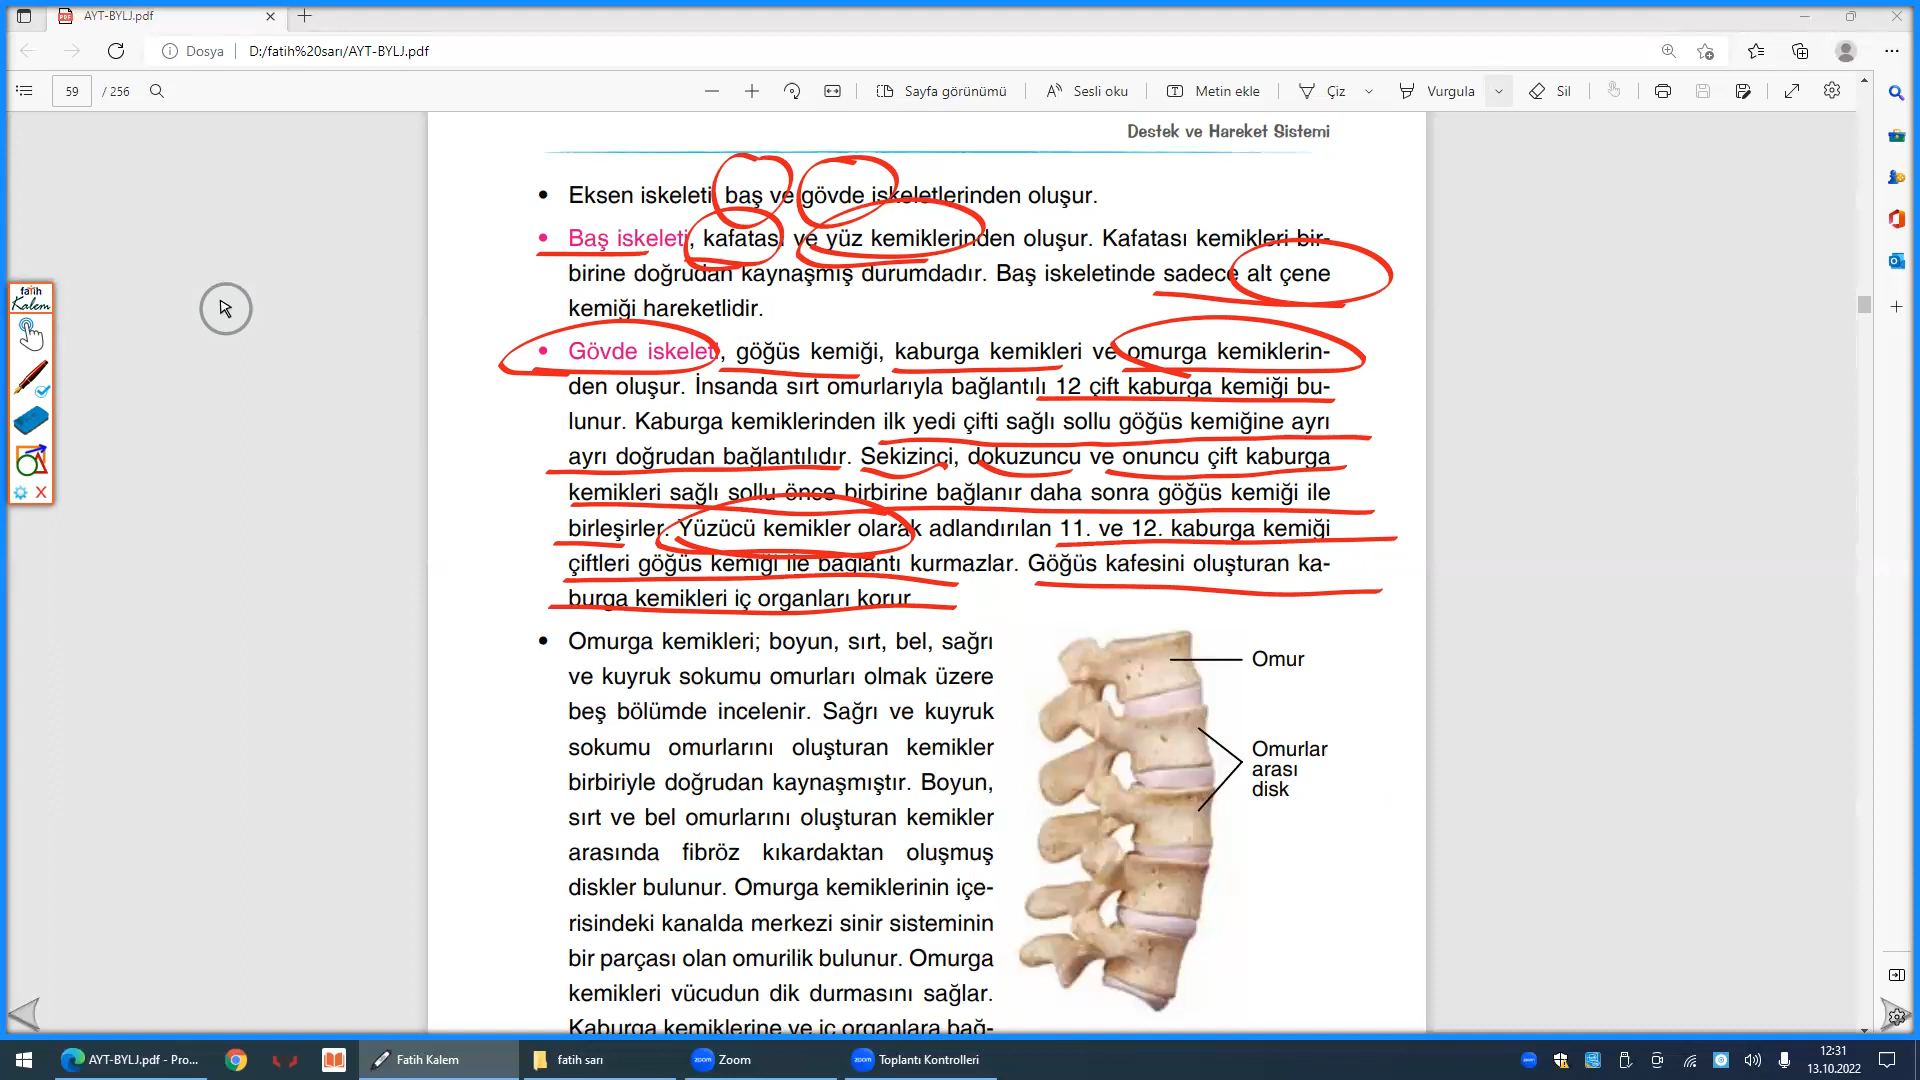 AYT-BYLJ.pdf
Dosya
D:/fatih%20sarı/AYT-BYLJ.pdf
59 / 256
Sayfa görünümü
Sesli oku
Metin ekle
Çiz
Vurgula
Sil
Destek ve Hareket Sistemi
• Eksen iskeleti, baş ve gövde iskeletlerinden oluşur.
• Baş iskeleti, kafatası ve yüz kemiklerinden oluşur. Kafatası kemikleri bir-
birine doğrudan kaynaşmış durumdadır. Baş iskeletinde sadece alt çene
kemiği hareketlidir.
• Gövde iskeleti, göğüs kemiği, kaburga kemikleri ve omurga kemiklerin-
den oluşur. İnsanda sırt omurlarıyla bağlantılı 12 çift kaburga kemiği bu-
lunur. Kaburga kemiklerinden ilk yedi çifti sağlı sollu göğüs kemiğine ayrı
ayrı doğrudan bağlantılıdır. Sekizinci, dokuzuncu ve onuncu çift kaburga
kemikleri sağlı sollu önce birbirine bağlanır daha sonra göğüs kemiği ile
birleşirler. Yüzücü kemikler olarak adlandırılan 11. ve 12. kaburga kemiği
çiftleri göğüs kemiği ile bağlantı kurmazlar. Göğüs kafesini oluşturan ka-
burga kemikleri iç organları korur.
• Omurga kemikleri; boyun, sırt, bel, sağrı
ve kuyruk sokumu omurları olmak üzere
beş bölümde incelenir. Sağrı ve kuyruk
sokumu omurlarını oluşturan kemikler
birbiriyle doğrudan kaynaşmıştır. Boyun,
sırt ve bel omurlarını oluşturan kemikler
arasında fibröz kıkardaktan oluşmuş
diskler bulunur. Omurga kemiklerinin içe-
risindeki kanalda merkezi sinir sisteminin
bir parçası olan omurilik bulunur. Omurga
kemikleri vücudun dik durmasını sağlar.
Kaburga kemiklerine ve iç organlara bağ-
Omur
Omurlar
arası
disk
fatih
Kalem
AYT-BYLJ.pdf - Pro...
Fatih Kalem
fatih sarı
zoom
Zoom
zoom
Toplantı Kontrolleri
12:31
13.10.2022